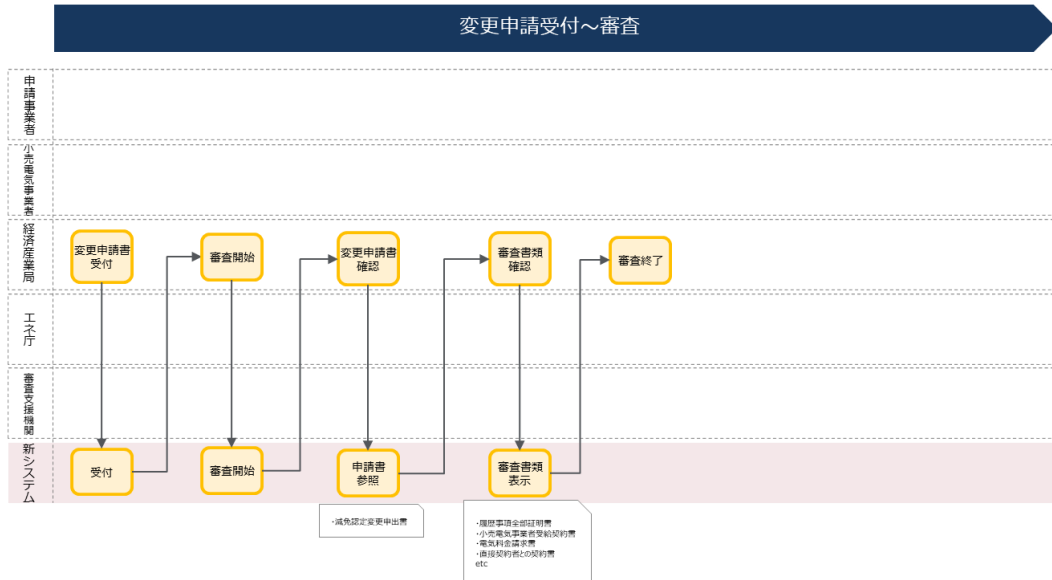 変更申請受付～審査
申請事業者
小売電気事業者
経済産業局
変更申請書
受付
審査開始
変更申請書
確認
審査書類
確認
審査終了
エネ庁
審査支援機関
新システム
受付
審査開始
申請書
参照
審査書類
表示
・減免認定変更申出書
・履歴事項全部証明書
・小売電気事業者受給契約書
・電気料金請求書
・直接契約者との契約書
etc